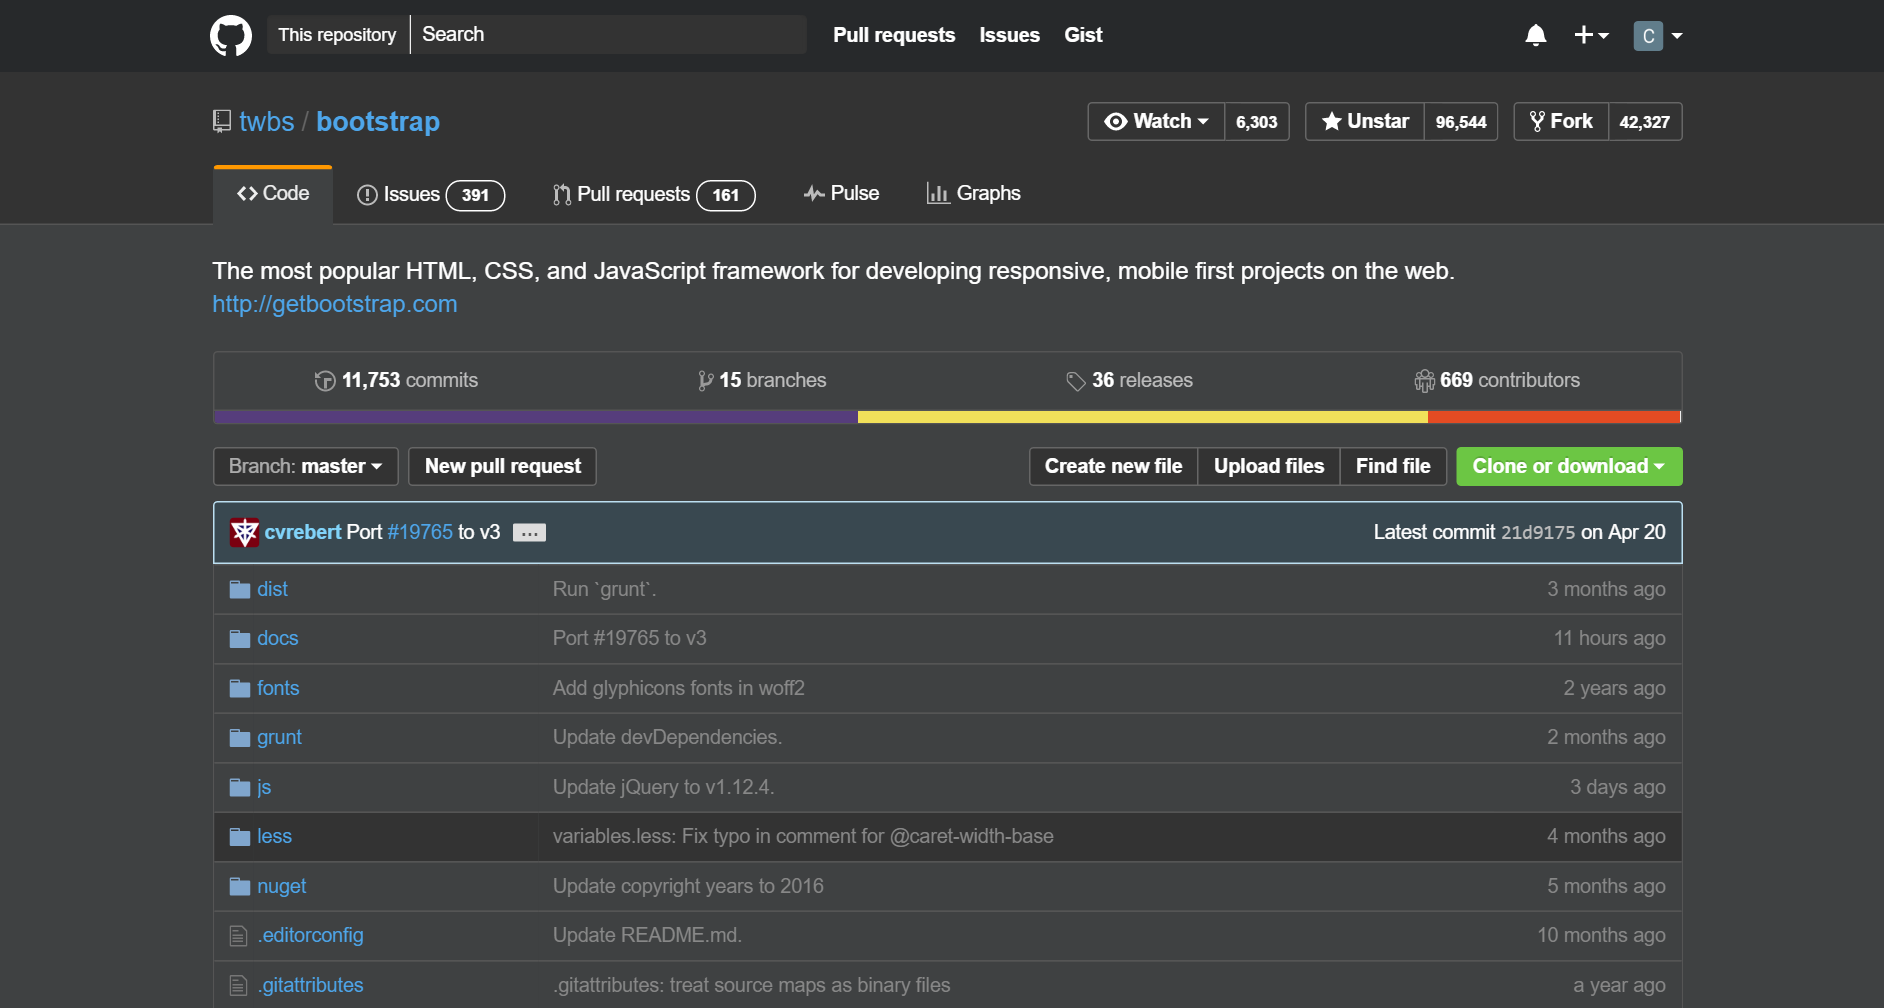 This repository Search Pull requests Issues Gist C
twbs / bootstrap Watch 6,303 Unstar 96,544 Fork 42,327
Code Issues 391 Pull requests 161 Pulse Graphs
The most popular HTML, CSS, and JavaScript framework for developing responsive, mobile first projects on the web.
http://getbootstrap.com
11,753 commits 15 branches 36 releases 669 contributors
Branch: master New pull request Create new file Upload files Find file Clone or download
cvrebert Port #19765 to v3 … Latest commit 21d9175 on Apr 20
dist Run `grunt`. 3 months ago
docs Port #19765 to v3 11 hours ago
fonts Add glyphicons fonts in woff2 2 years ago
grunt Update devDependencies. 2 months ago
js Update jQuery to v1.12.4. 3 days ago
less variables.less: Fix typo in comment for @caret-width-base 4 months ago
nuget Update copyright years to 2016 5 months ago
.editorconfig Update README.md. 10 months ago
.gitattributes .gitattributes: treat source maps as binary files a year ago